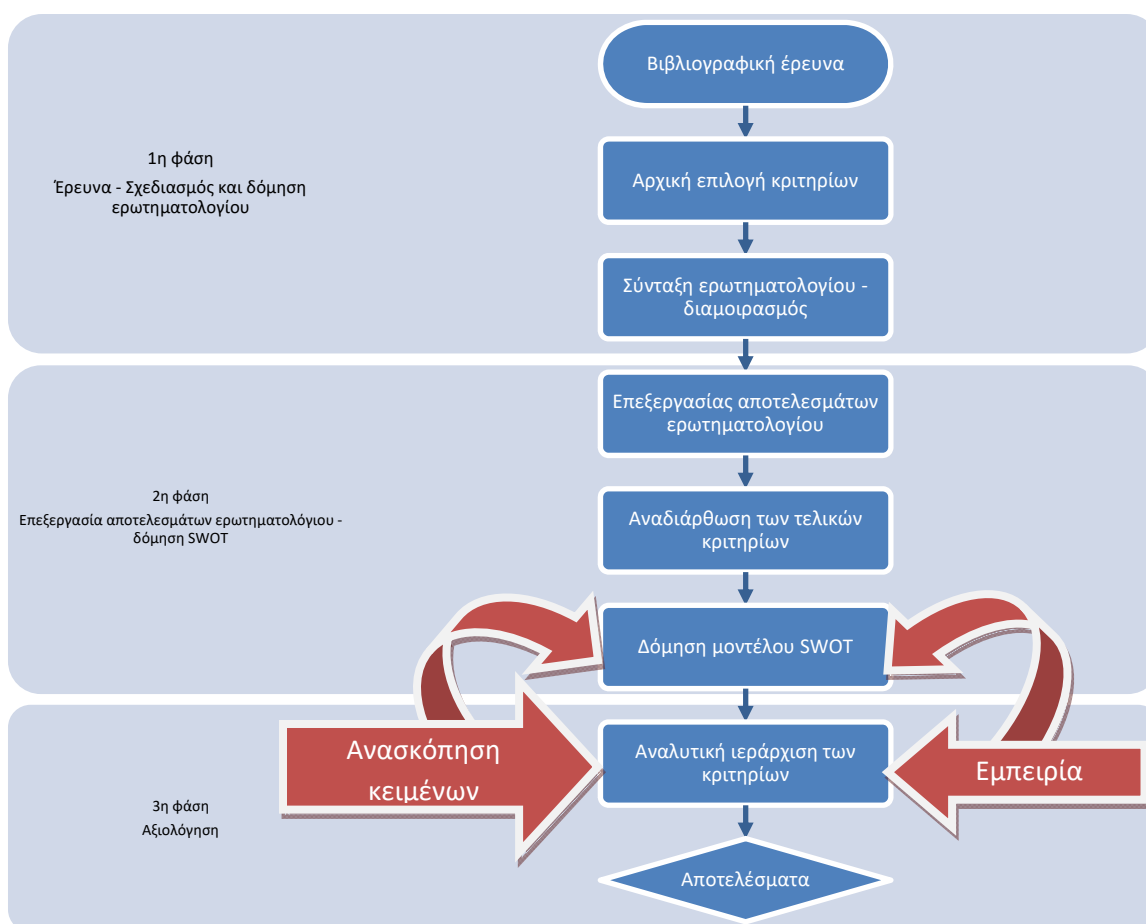 1η φάση
Έρευνα - Σχεδιασμός και δόμηση
ερωτηματολογίου
Βιβλιογραφική έρευνα
Αρχική επιλογή κριτηρίων
Σύνταξη ερωτηματολογίου -
διαμοιρασμός
2η φάση
Επεξεργασία αποτελεσμάτων ερωτηματολόγιου -
δόμηση SWOT
Επεξεργασίας αποτελεσμάτων
ερωτηματολογίου
Αναδιάρθωση των τελικών
κριτηρίων
Δόμηση μοντέλου SWOT
3η φάση
Αξιολόγηση
Ανασκόπηση
κειμένων
Αναλυτική ιεράρχιση των
κριτηρίων
Εμπειρία
Αποτελέσματα